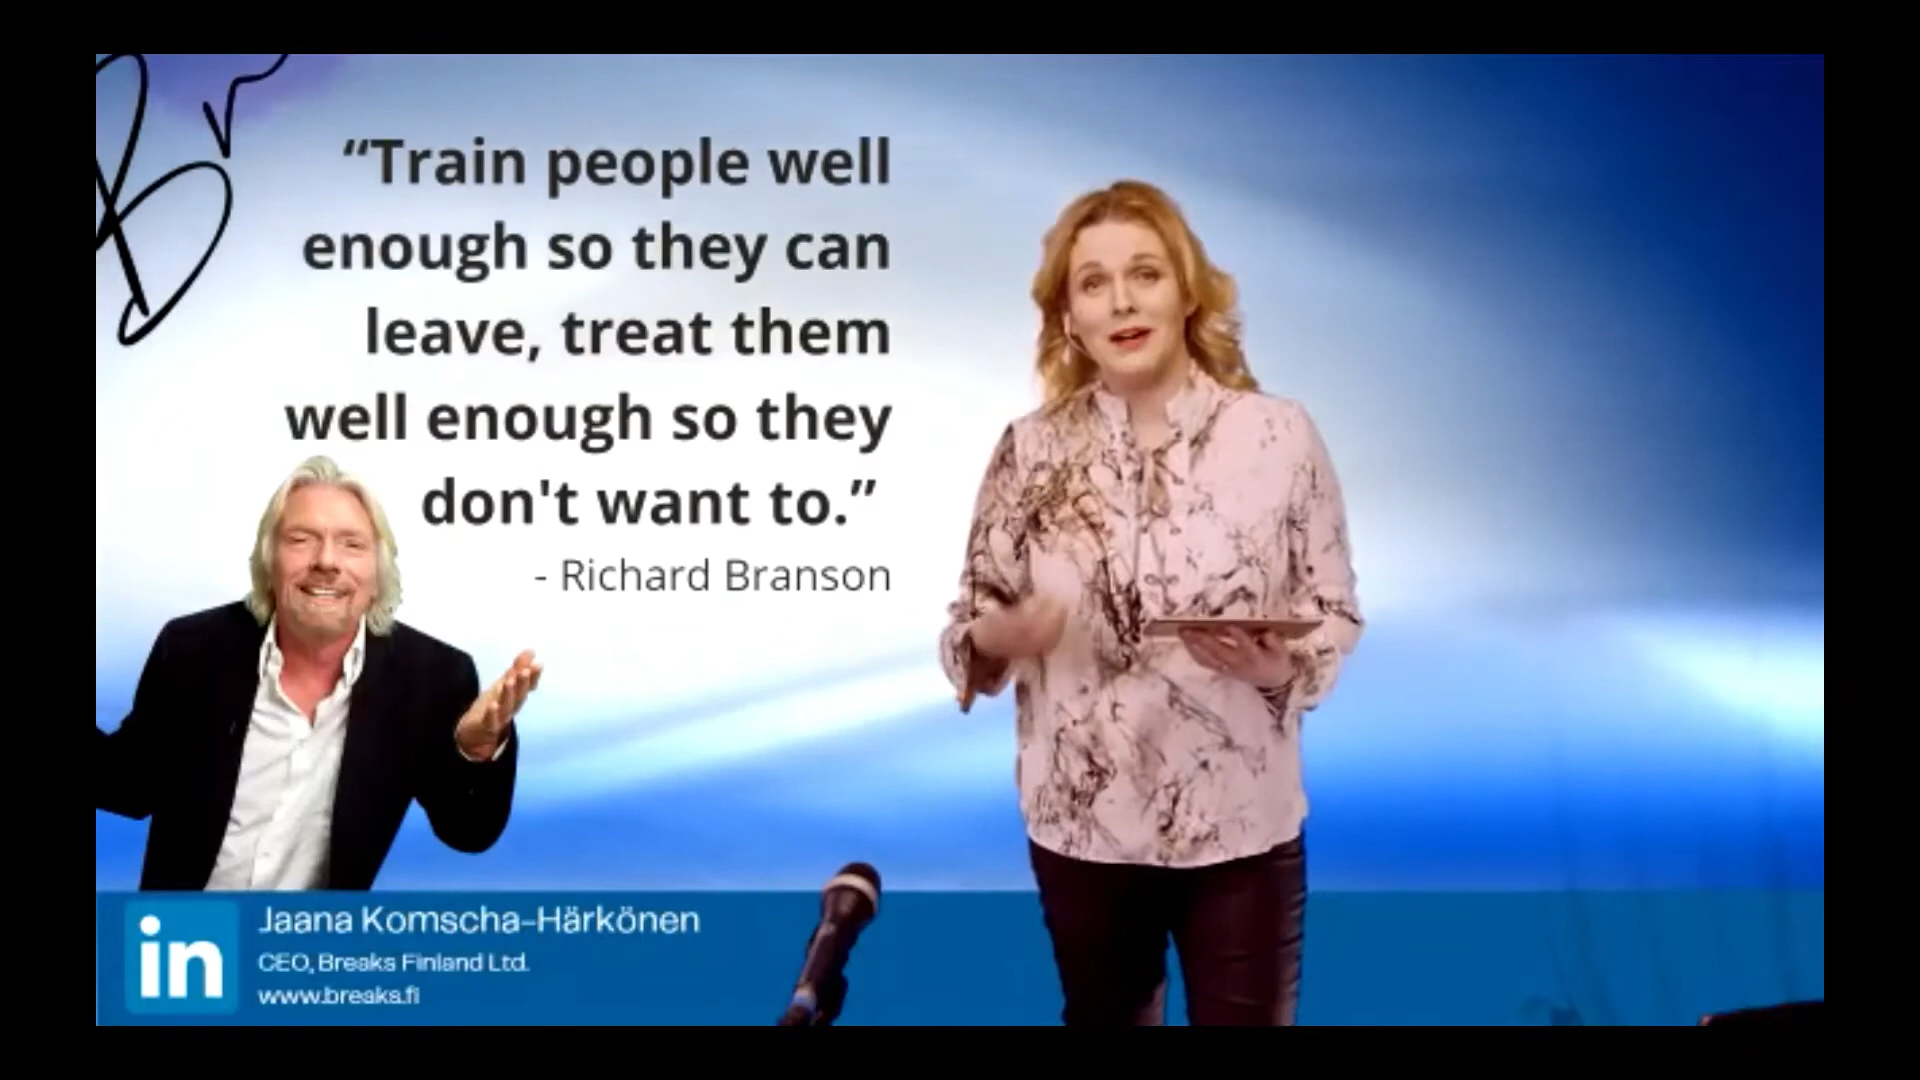 Br
“Train people well
enough so they can
leave, treat them
well enough so they
don't want to.”
- Richard Branson
in
Jaana Komscha-Härkönen
CEO, Breaks Finland Ltd.
www.breaks.fi